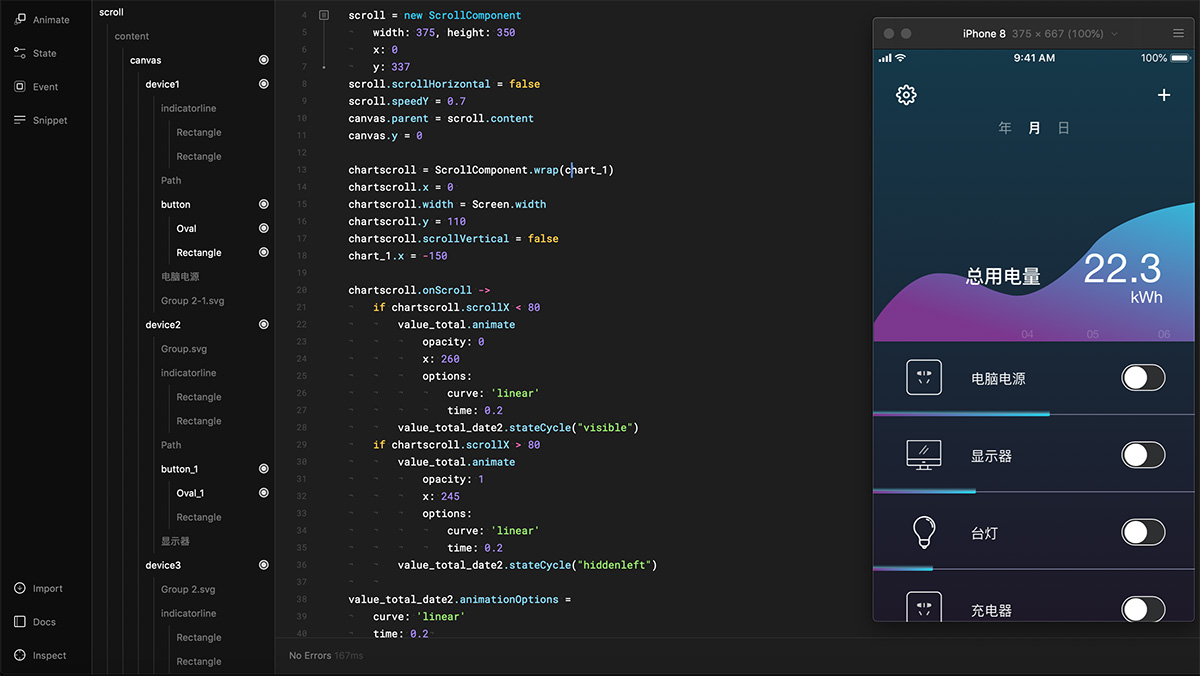 Animate
State
Event
Snippet
Import
Docs
Inspect
scroll
content
canvas
device1
indicatorline
Rectangle
Rectangle
Path
button
Oval
Rectangle
电脑电源
Group 2-1.svg
device2
Group.svg
indicatorline
Rectangle
Rectangle
Path
button_1
Oval_1
Rectangle
显示器
device3
Group 2.svg
indicatorline
Rectangle
Rectangle
4 scroll = new ScrollComponent
5 width: 375, height: 350
6 x: 0
7 y: 337
8 scroll.scrollHorizontal = false
9 scroll.speedY = 0.7
10 canvas.parent = scroll.content
11 canvas.y = 0
12
13 chartscroll = ScrollComponent.wrap(chart_1)
14 chartscroll.x = 0
15 chartscroll.width = Screen.width
16 chartscroll.y = 110
17 chartscroll.scrollVertical = false
18 chart_1.x = -150
19
20 chartscroll.onScroll ->
21 if chartscroll.scrollX < 80
22 value_total.animate
23 opacity: 0
24 x: 260
25 options:
26 curve: 'linear'
27 time: 0.2
28 value_total_date2.stateCycle("visible")
29 if chartscroll.scrollX > 80
30 value_total.animate
31 opacity: 1
32 x: 245
33 options:
34 curve: 'linear'
35 time: 0.2
36 value_total_date2.stateCycle("hiddenleft")
37
38 value_total_date2.animationOptions =
39 curve: 'linear'
40 time: 0.2
No Errors 167ms
iPhone 8 375 × 667 (100%)
9:41 AM 100%
年 月 日
总用电量 22.3
kWh
04 05 06
电脑电源
显示器
台灯
充电器